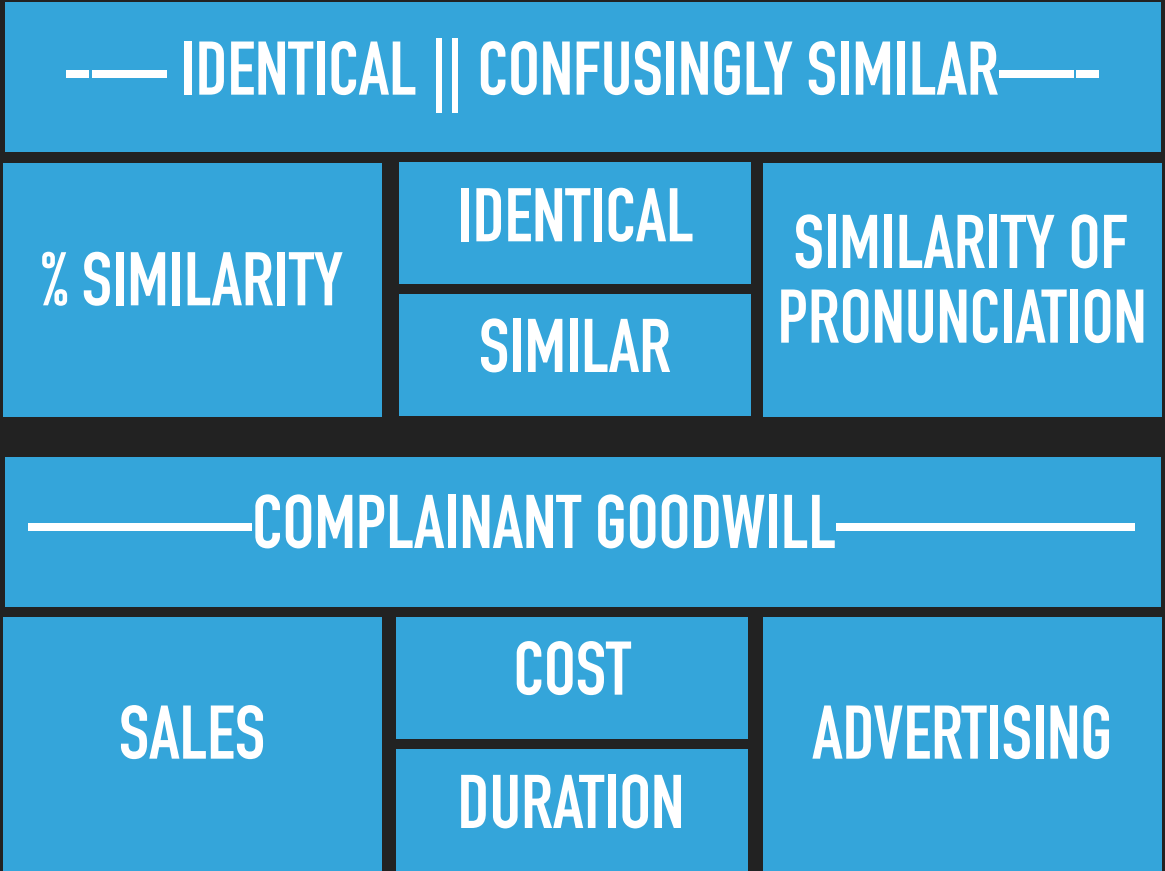 IDENTICAL || CONFUSINGLY SIMILAR
% SIMILARITY
IDENTICAL
SIMILAR
SIMILARITY OF
PRONUNCIATION
COMPLAINANT GOODWILL
SALES
COST
DURATION
ADVERTISING